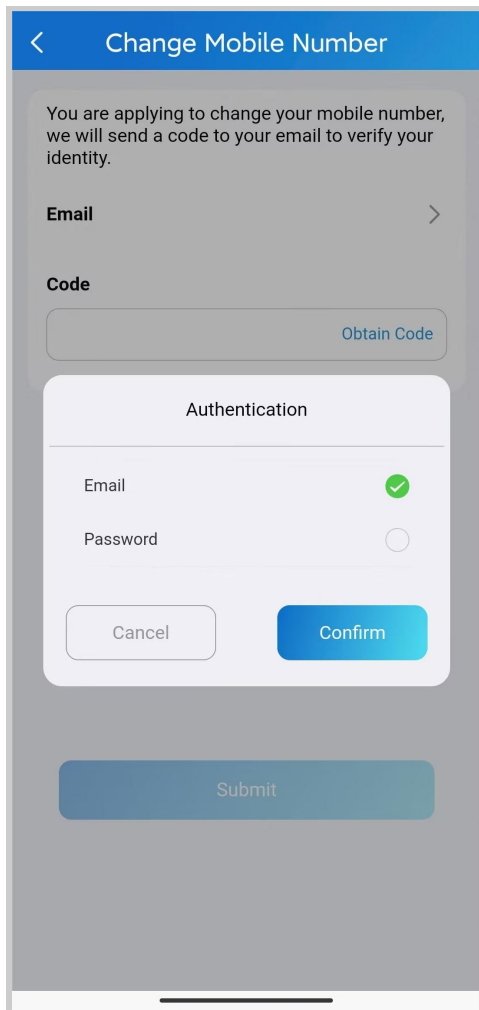 Change Mobile Number
You are applying to change your mobile number,
we will send a code to your email to verify your
identity.
Email
Code
Obtain Code
Authentication
Email
Password
Cancel
Confirm
Submit